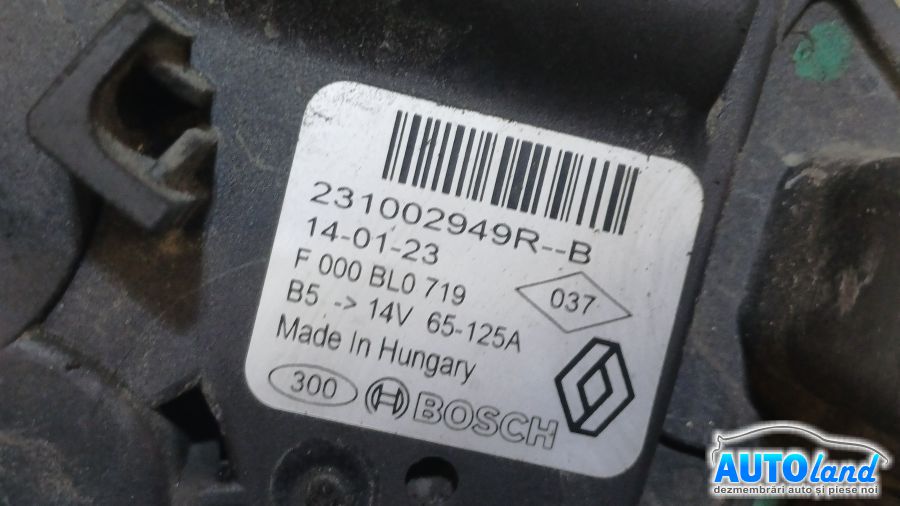 231002949R--B
14-01-23
F 000 BL0 719
037
B5 -> 14V 65-125A
Made In Hungary
300
BOSCH
AUTOland
dezmembrări auto și piese noi